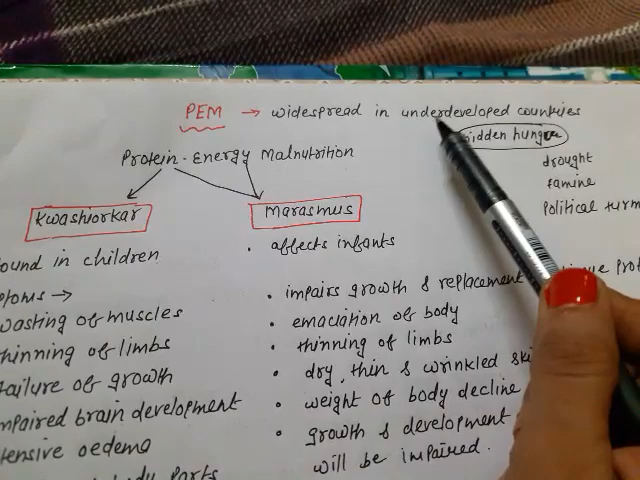 PEM → widespread in underdeveloped countries
hidden hunger
Protein-Energy Malnutrition
drought
famine
Political turm
Kwashiorkar
Marasmus
ound in children
• affects infants
ptoms →
• impairs growth & replacement
wasting of muscles
• emaciation of body
hinning of limbs
• thinning of limbs
failure of growth
• dry, thin & wrinkled ski
mpaired brain development
• weight of body decline
tensive oedema
• growth & development
will be impaired.
body parts